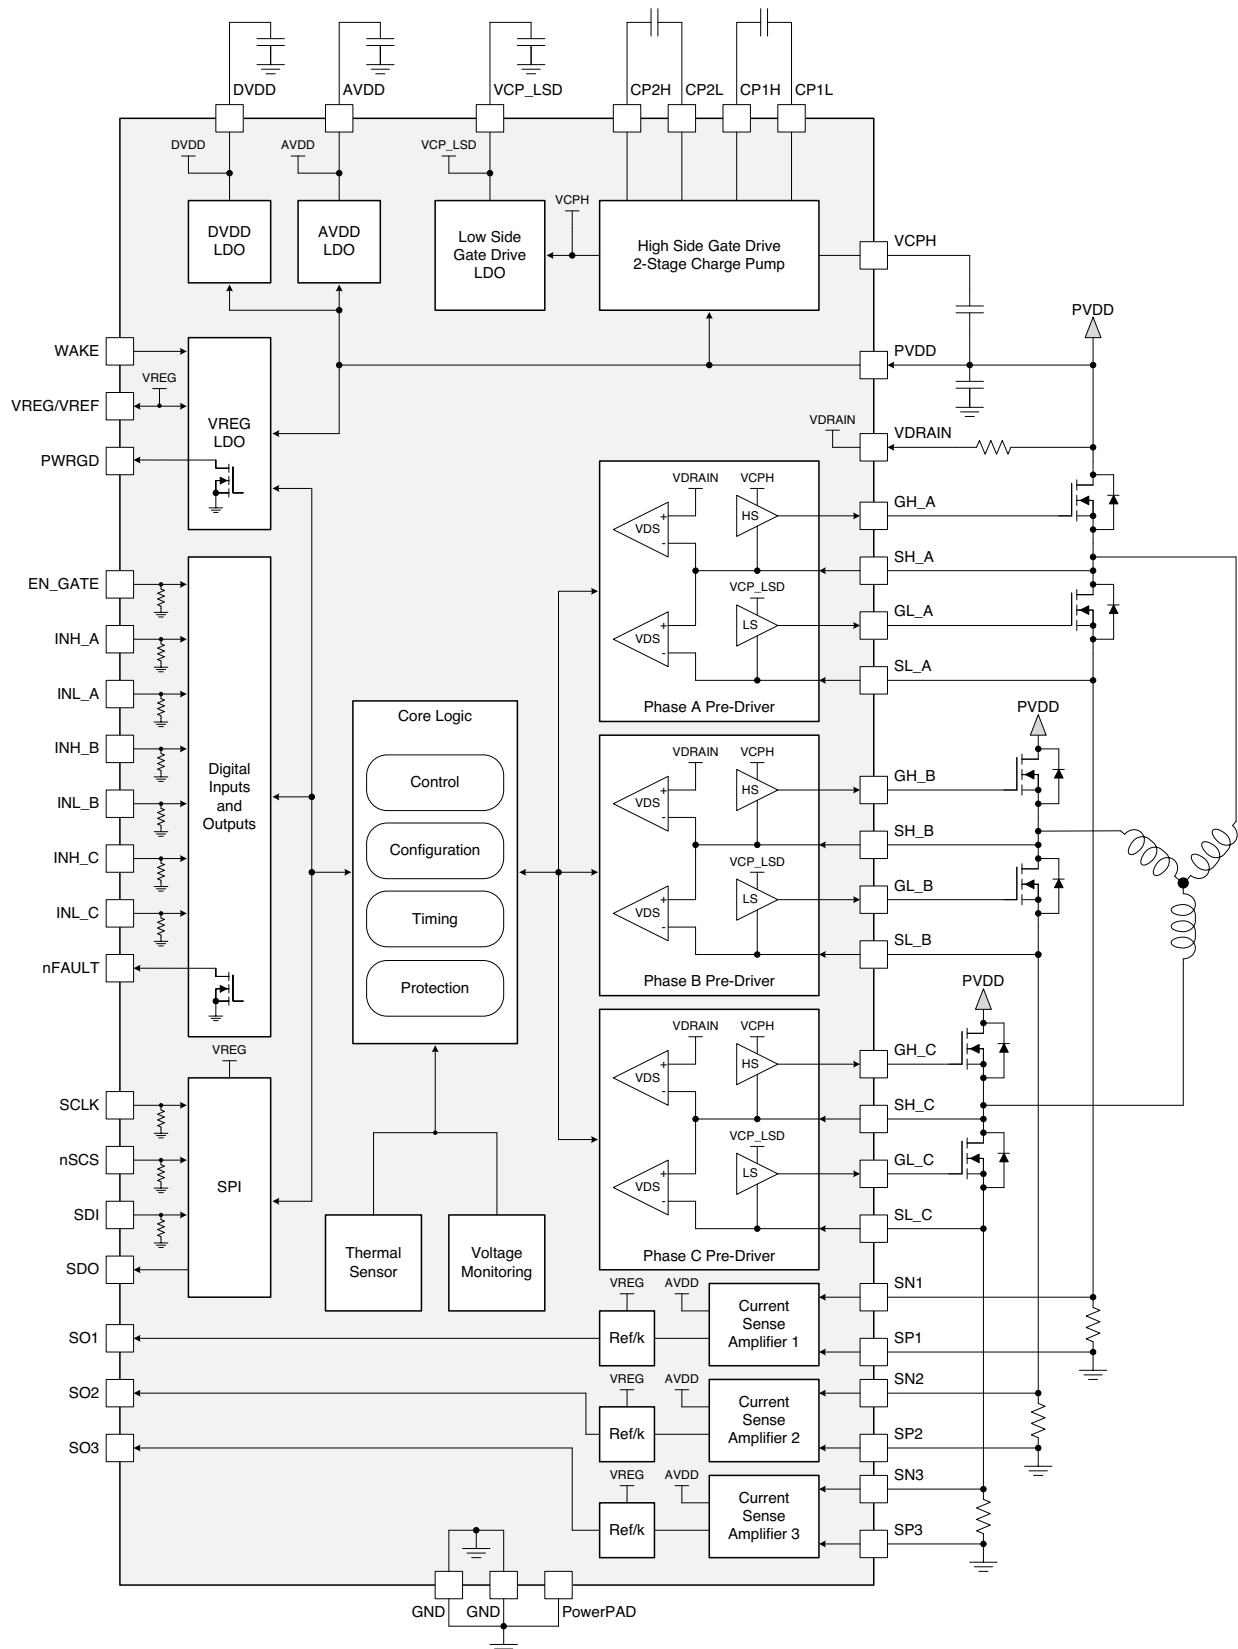 DVDD
AVDD
VCP_LSD
CP2H
CP2L
CP1H
CP1L
DVDD
AVDD
VCP_LSD
VCPH
DVDD
LDO
AVDD
LDO
Low Side
Gate Drive
LDO
High Side Gate Drive
2-Stage Charge Pump
VCPH
PVDD
WAKE
PVDD
VREG
VREG/VREF
VREG
LDO
VDRAIN
VDRAIN
PWRGD
VDRAIN
VCPH
+
VDS
-
HS
GH_A
SH_A
EN_GATE
VCP_LSD
+
VDS
-
LS
GL_A
INH_A
SL_A
INL_A
Phase A Pre-Driver
Core Logic
PVDD
INH_B
VDRAIN
VCPH
Digital
Inputs
and
Outputs
Control
+
VDS
-
HS
GH_B
INL_B
SH_B
Configuration
INH_C
VCP_LSD
+
VDS
-
LS
GL_B
INL_C
Timing
SL_B
nFAULT
Protection
Phase B Pre-Driver
PVDD
VDRAIN
VCPH
VREG
+
VDS
-
HS
GH_C
SCLK
SH_C
nSCS
VCP_LSD
SPI
+
VDS
-
LS
GL_C
SDI
SL_C
Thermal
Sensor
Voltage
Monitoring
Phase C Pre-Driver
SDO
VREG
AVDD
SN1
Current
Sense
Amplifier 1
SO1
Ref/k
SP1
VREG
AVDD
SN2
SO2
Current
Sense
Amplifier 2
Ref/k
SP2
SO3
VREG
AVDD
SN3
Current
Sense
Amplifier 3
Ref/k
SP3
GND
GND
PowerPAD